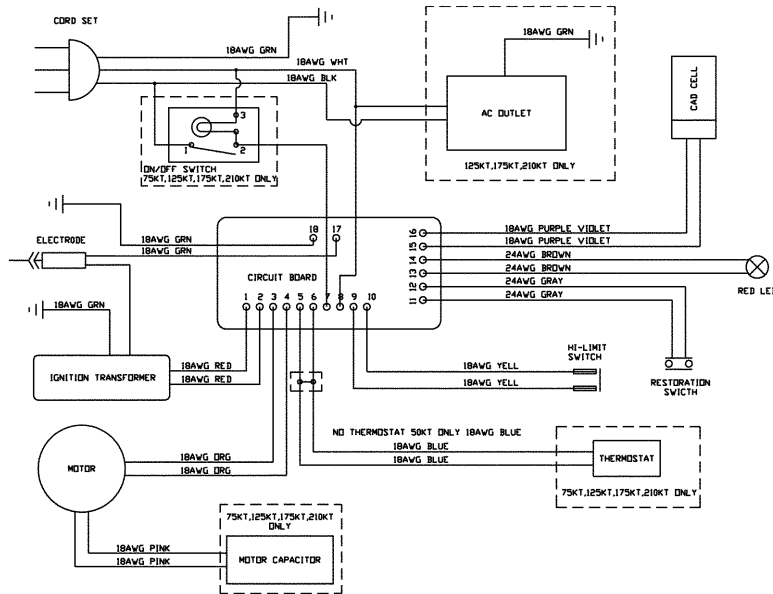 CORD SET
18AWG GRN
18AWG WHT
18AWG BLK
18AWG GRN
AC OUTLET
125KT,175KT,210KT ONLY
CAD CELL
3
1
2
ON/OFF SWITCH
75KT,125KT,175KT,210KT ONLY
18AWG GRN
18AWG GRN
ELECTRODE
18 17
CIRCUIT BOARD
1 2 3 4 5 6 7 8 9 10
16
15
14
13
12
11
18AWG PURPLE VIOLET
18AWG PURPLE VIOLET
24AWG BROWN
24AWG BROWN
24AWG GRAY
24AWG GRAY
RED LE
18AWG GRN
IGNITION TRANSFORMER
18AWG RED
18AWG RED
HI-LIMIT
SWITCH
18AWG YELL
18AWG YELL
RESTORATION
SWICTH
NO THERMOSTAT 50KT ONLY 18AWG BLUE
18AWG BLUE
18AWG BLUE
THERMOSTAT
75KT,125KT,175KT,210KT ONLY
MOTOR
18AWG ORG
18AWG ORG
75KT,125KT,175KT,210KT
ONLY
18AWG PINK
18AWG PINK
MOTOR CAPACITOR